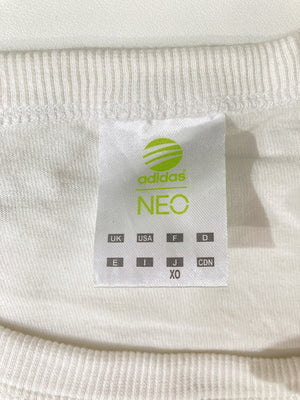 adidas
NEO
UK USA F D
E I J CDN
XO